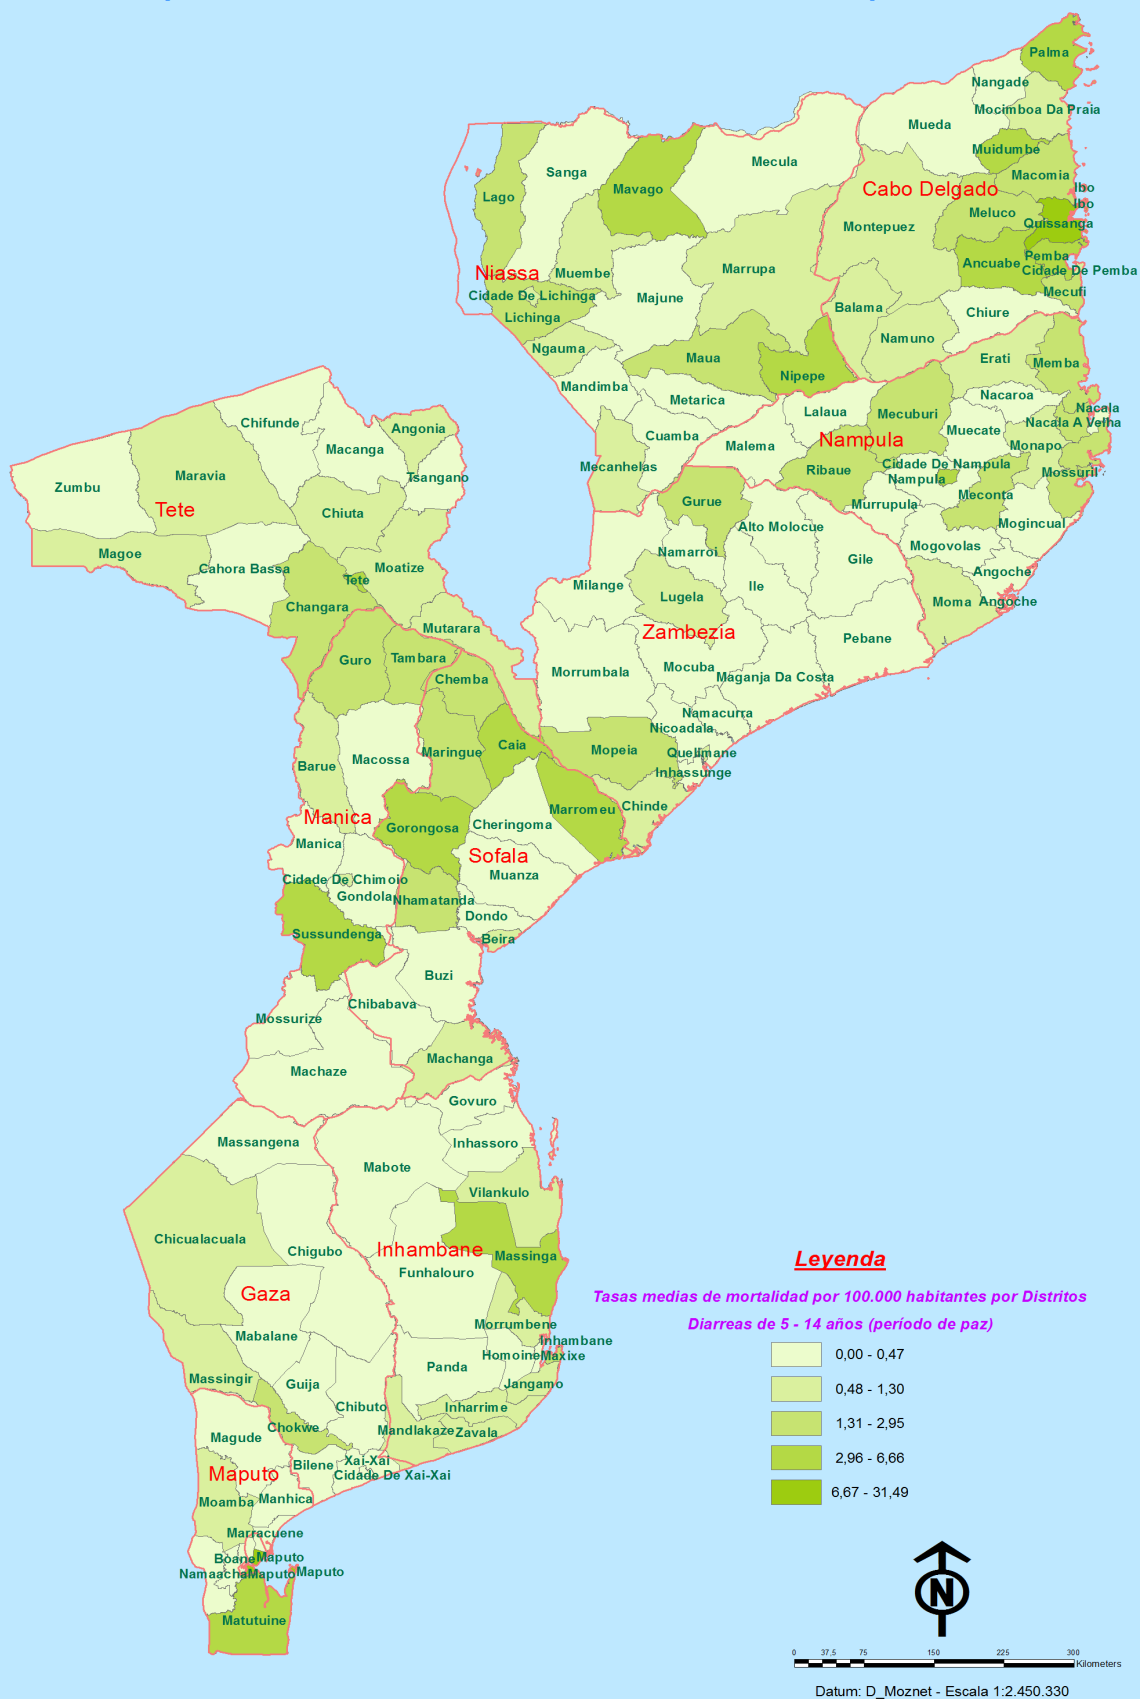 Palma
Nangade
Mocimboa Da Praia
Mueda
Muidumbe
Mecula
Sanga
Macomia
Mavago
Cabo Delgado
Ibo
Lago
Ibo
Meluco
Quissanga
Montepuez
Pemba
Ancuabe
Marrupa
Cidade De Pemba
Niassa
Muembe
Mecufi
Cidade De Lichinga
Majune
Balama
Chiure
Lichinga
Namuno
Ngauma
Maua
Erati
Memba
Nipepe
Mandimba
Nacaroa
Metarica
Nacala
Lalaua
Mecuburi
Chifunde
Nacala A Velha
Angonia
Muecate
Cuamba
Nampula
Malema
Monapo
Macanga
Cidade De Nampula
Mecanhelas
Ribaue
Mossuril
Maravia
Tsangano
Nampula
Zumbu
Meconta
Gurue
Murrupula
Tete
Chiuta
Mogincual
Alto Molocue
Mogovolas
Magoe
Namarroi
Gile
Cahora Bassa
Moatize
Angoche
Tete
Milange
Ile
Lugela
Moma
Angoche
Changara
Mutarara
Zambezia
Pebane
Guro
Tambara
Mocuba
Morrumbala
Maganja Da Costa
Chemba
Namacurra
Nicoadala
Caia
Mopeia
Maringue
Quelimane
Macossa
Barue
Inhassunge
Chinde
Marromeu
Manica
Cheringoma
Gorongosa
Manica
Sofala
Muanza
Cidade De Chimoio
Gondola
Nhamatanda
Dondo
Sussundenga
Beira
Buzi
Chibabava
Mossurize
Machanga
Machaze
Govuro
Massangena
Inhassoro
Mabote
Vilankulo
Chicualacuala
Chigubo
Inhambane
Massinga
Funhalouro
Gaza
Morrumbene
Mabalane
Inhambane
Homoine
Maxixe
Panda
Massingir
Guija
Jangamo
Chibuto
Inharrime
Chokwe
Mandlakaze
Zavala
Magude
Xai-Xai
Bilene
Maputo
Cidade De Xai-Xai
Moamba
Manhica
Marracuene
Boane
Maputo
Namaacha
Maputo
Maputo
Matutuine
Leyenda
Tasas medias de mortalidad por 100.000 habitantes por Distritos
Diarreas de 5 - 14 años (período de paz)
0,00 - 0,47
0,48 - 1,30
1,31 - 2,95
2,96 - 6,66
6,67 - 31,49
N
0 37,5 75 150 225 300
Kilometers
Datum: D_Moznet - Escala 1:2.450.330